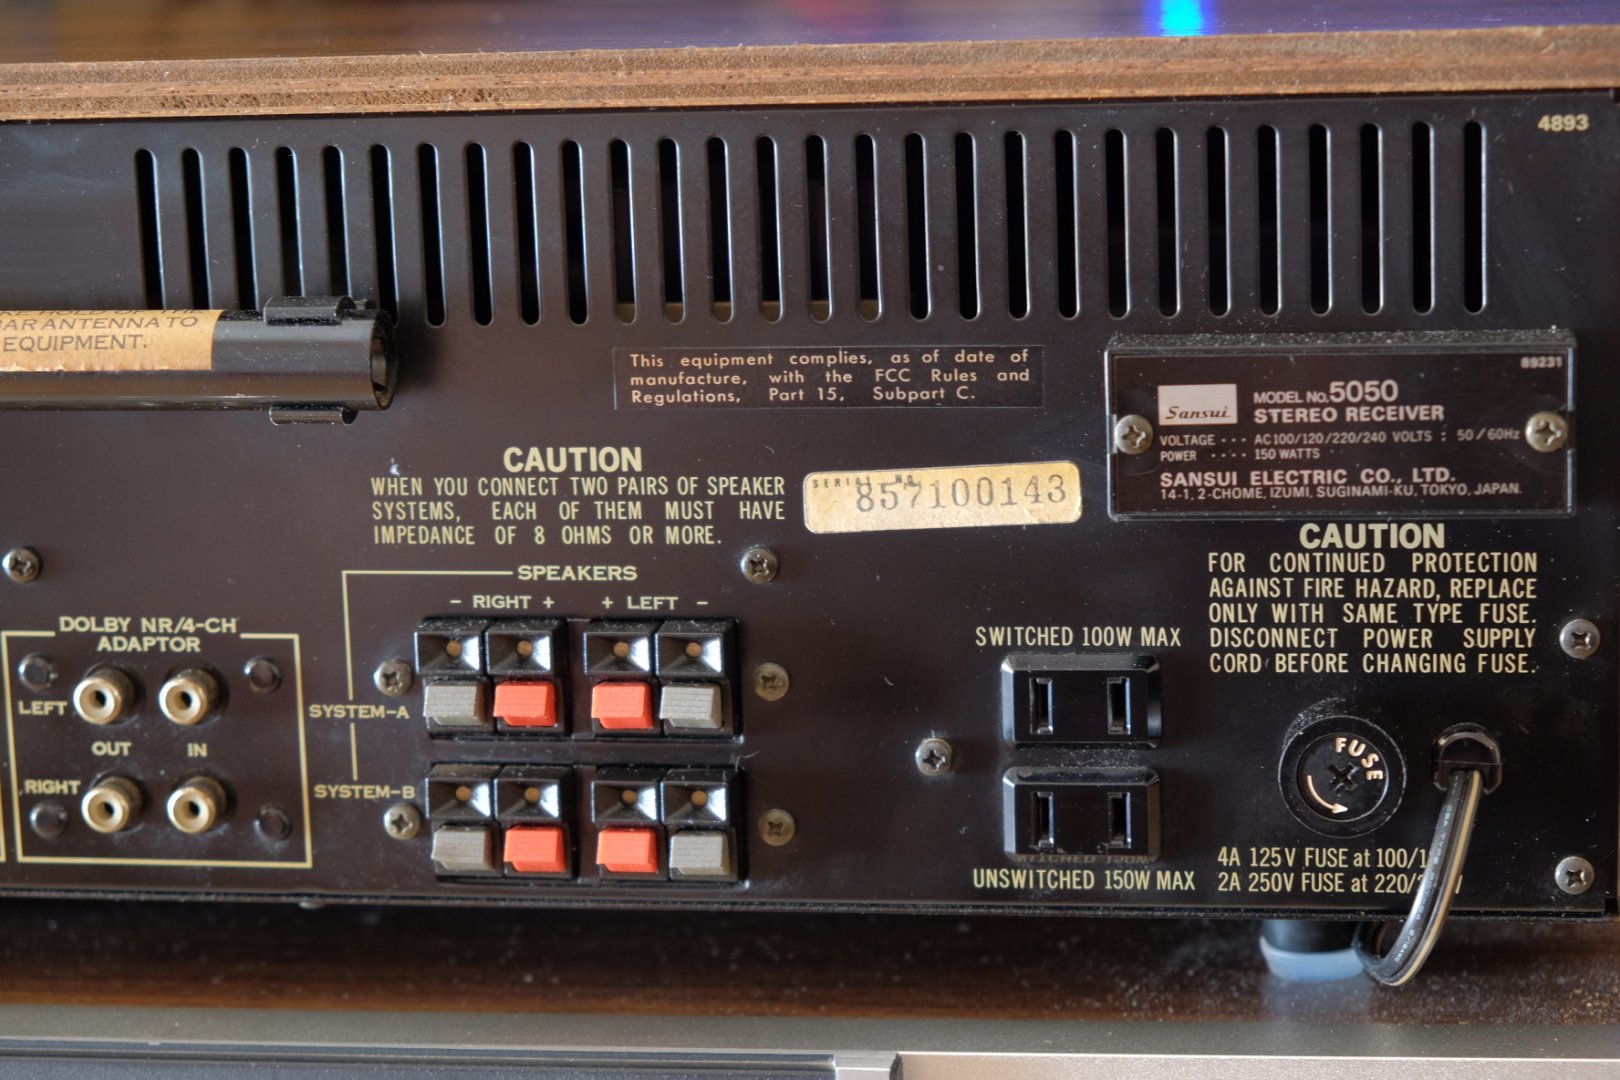 4893
BAR ANTENNA TO
EQUIPMENT.
This equipment complies, as of date of
manufacture, with the FCC Rules and
Regulations, Part 15, Subpart C.
89231
Sansui
MODEL No. 5050
STEREO RECEIVER
VOLTAGE ··· AC100/120/220/240 VOLTS : 50/60Hz
POWER ···· 150 WATTS
SANSUI ELECTRIC CO., LTD.
14-1, 2-CHOME, IZUMI, SUGINAMI-KU, TOKYO, JAPAN.
CAUTION
WHEN YOU CONNECT TWO PAIRS OF SPEAKER
SYSTEMS, EACH OF THEM MUST HAVE
IMPEDANCE OF 8 OHMS OR MORE.
SERIAL NO.
857100143
CAUTION
FOR CONTINUED PROTECTION
AGAINST FIRE HAZARD, REPLACE
ONLY WITH SAME TYPE FUSE.
DISCONNECT POWER SUPPLY
CORD BEFORE CHANGING FUSE.
SPEAKERS
- RIGHT + + LEFT -
SYSTEM-A
SYSTEM-B
DOLBY NR/4-CH
ADAPTOR
LEFT
OUT IN
RIGHT
SWITCHED 100W MAX
UNSWITCHED 150W MAX
FUSE
4A 125V FUSE at 100/1
2A 250V FUSE at 220/